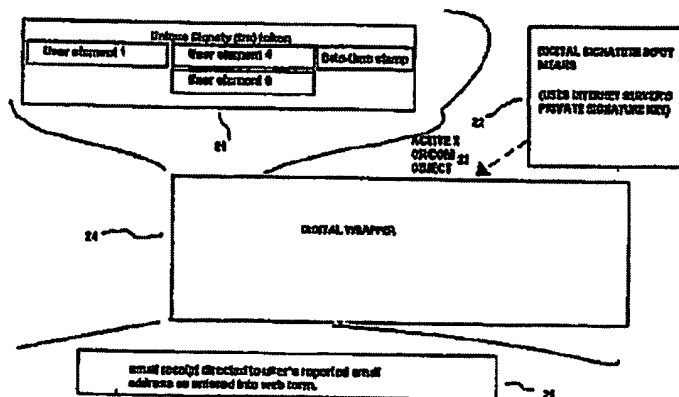 Unique Signety (tm) token
User element 1
User element 4
Date-time stamp
User element 6
21
DIGITAL SIGNATURE INPUT
MEANS
(USES INTERNET SERVER'S
PRIVATE SIGNATURE KEY)
22
ACTIVE X
OR COM
OBJECT
23
24
DIGITAL WRAPPER
email receipt directed to user's reported email
address as entered into web form.
25